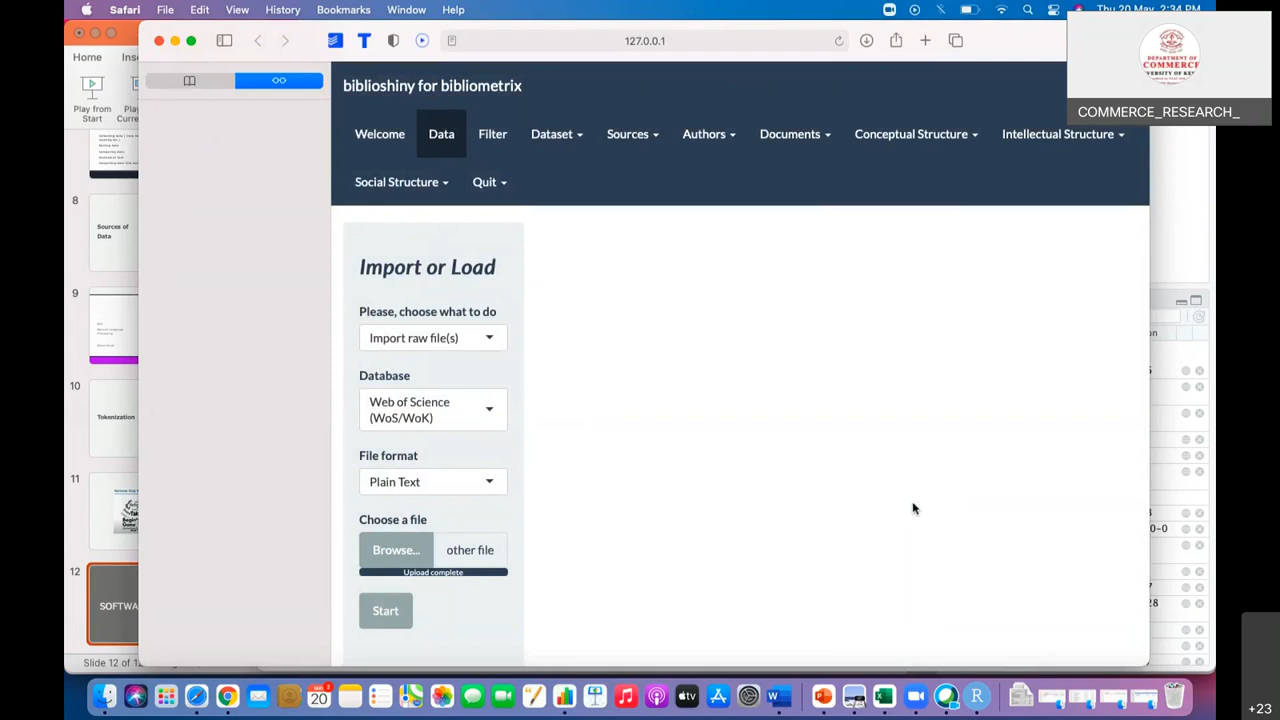 Safari File Edit View History Bookmarks Window Help
Thu 20 May 2:34 PM
DEPARTMENT OF
COMMERCE
COMMERCE_RESEARCH_
Home
127.0.0.1
Play from
Start
biblioshiny for bibliometrix
Welcome Data Filter Dataset Sources Authors Documents Conceptual Structure Intellectual Structure
Social Structure Quit
8
Sources of
Data
Import or Load
Please, choose what to do
Import raw file(s)
9
Database
Web of Science
(WoS/WoK)
10
Tokenization
File format
Plain Text
11
Choose a file
Browse... other file
Upload complete
12
Start
20
+23